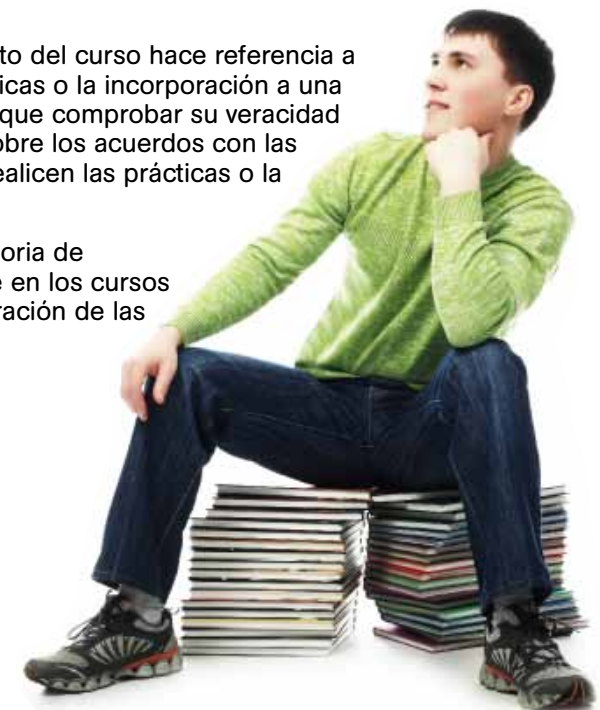 to del curso hace referencia a
icas o la incorporación a una
que comprobar su veracidad
obre los acuerdos con las
ealicen las prácticas o la
oria de
e en los cursos
ración de las